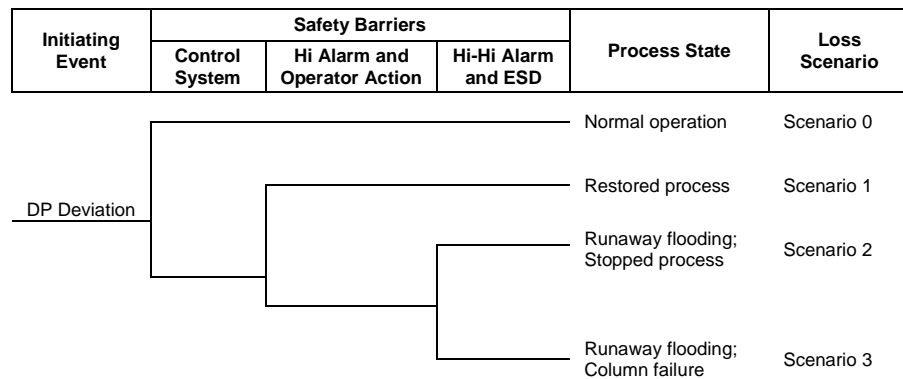 Initiating
Event
Safety Barriers
Control
System
Hi Alarm and
Operator Action
Hi-Hi Alarm
and ESD
Process State
Loss
Scenario
Normal operation
Scenario 0
Restored process
Scenario 1
DP Deviation
Runaway flooding;
Stopped process
Scenario 2
Runaway flooding;
Column failure
Scenario 3